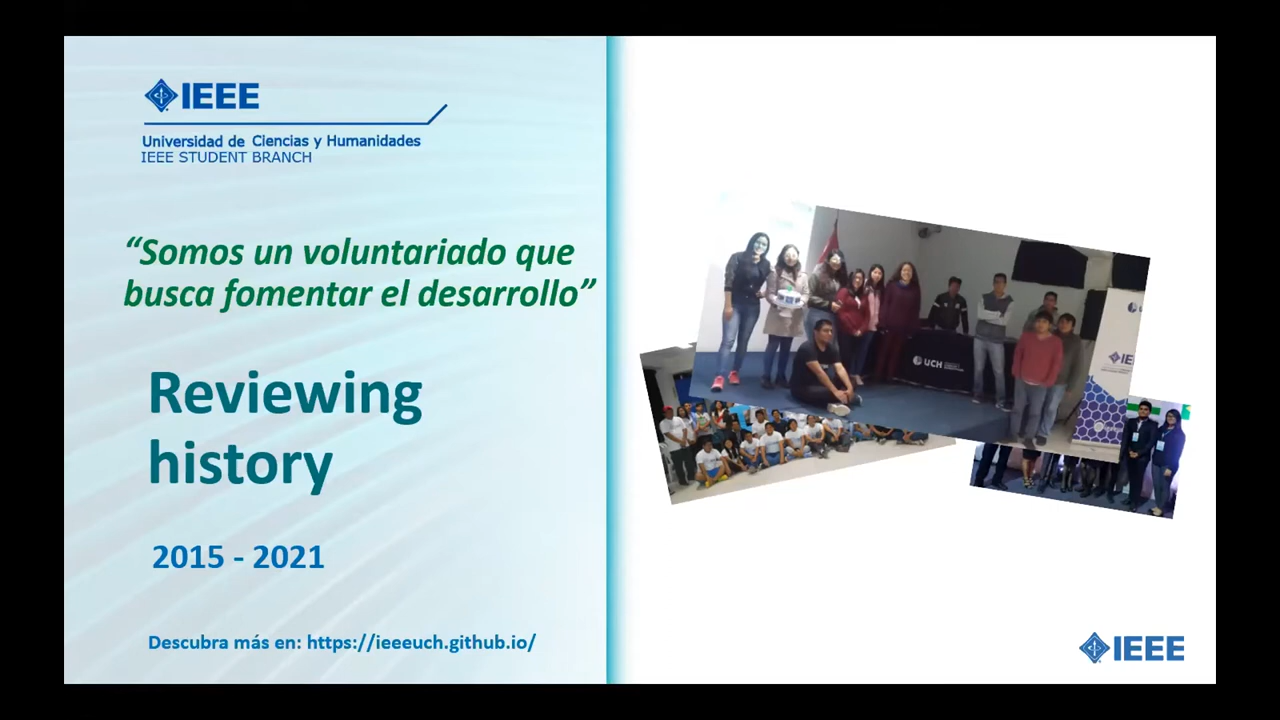 IEEE
Universidad de Ciencias y Humanidades
IEEE STUDENT BRANCH
“Somos un voluntariado que
busca fomentar el desarrollo”
Reviewing
history
2015 - 2021
Descubra más en: https://ieeeuch.github.io/
UCH
IEEE